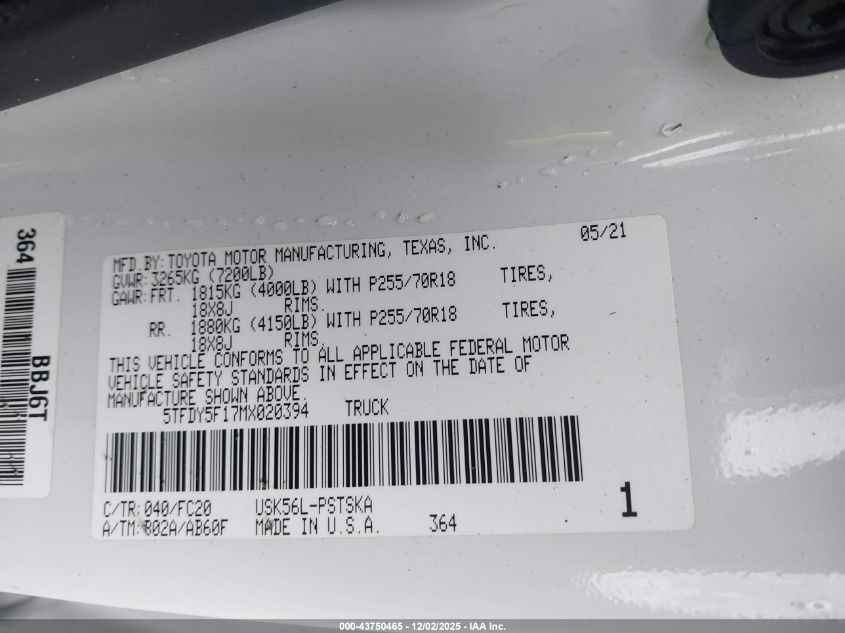 364
BBJ6T
MFD.BY:TOYOTA MOTOR MANUFACTURING, TEXAS, INC. 05/21
GVWR:3265KG (7200LB)
GAWR:FRT. 1815KG (4000LB) WITH P255/70R18 TIRES,
18X8J RIMS.
RR. 1880KG (4150LB) WITH P255/70R18 TIRES,
18X8J RIMS.
THIS VEHICLE CONFORMS TO ALL APPLICABLE FEDERAL MOTOR
VEHICLE SAFETY STANDARDS IN EFFECT ON THE DATE OF
MANUFACTURE SHOWN ABOVE.
5TFDY5F17MX020394 TRUCK
C/TR:040/FC20 USK56L-PSTSKA
A/TM:802A/AB60F MADE IN U.S.A. 364
1
000-43750465 - 12/02/2025 - IAA Inc.